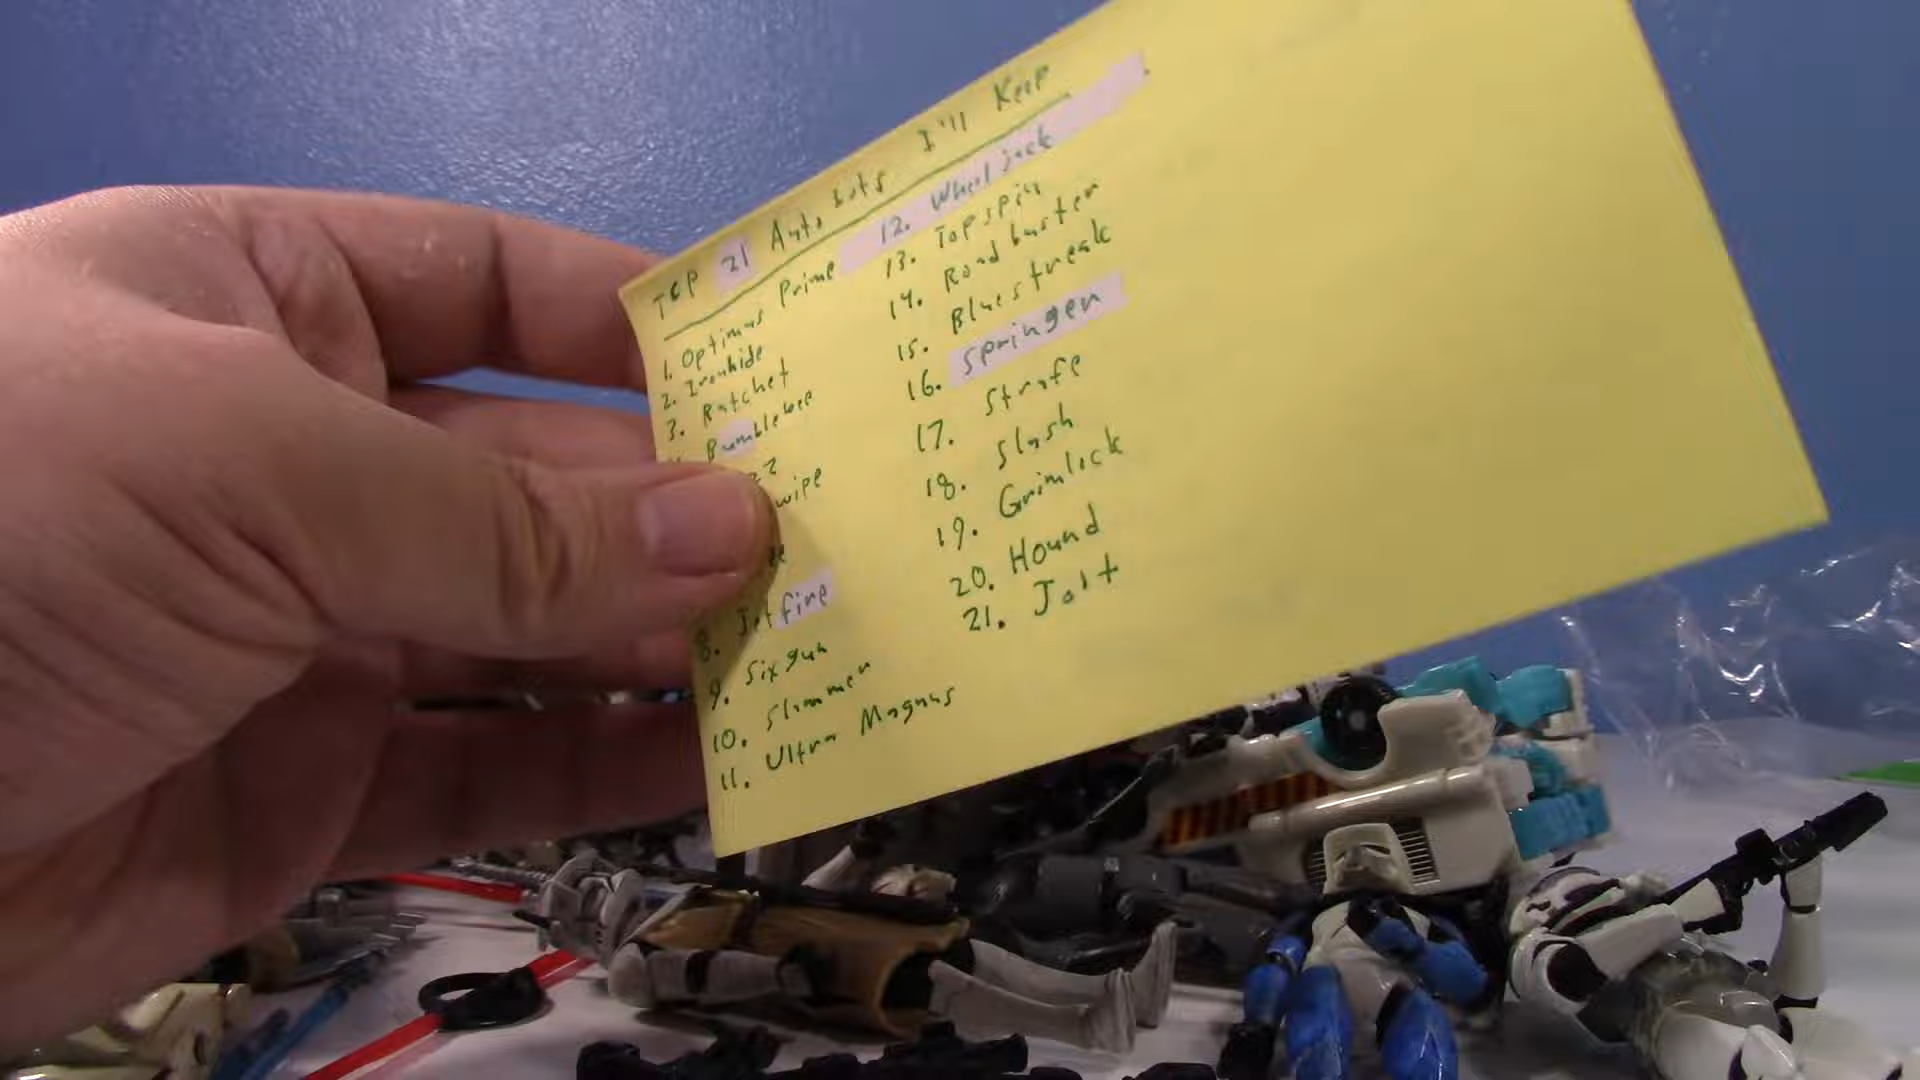 TOP 21 Autobots I'll Keep
1. Optimus Prime
2. Ironhide
3. Ratchet
Bumblebee
wipe
8. Jetfire
9. Sixgun
10. Slammer
11. Ultra Magnus
12. Wheeljack
13. Topspin
14. Roadbuster
15. Bluestreak
16. Springer
17. Strafe
18. Slash
19. Grimlock
20. Hound
21. Jolt